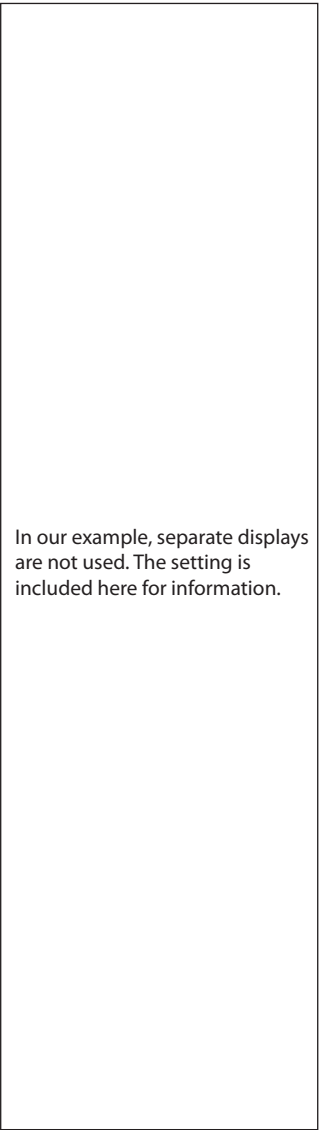 In our example, separate displays
are not used. The setting is
included here for information.